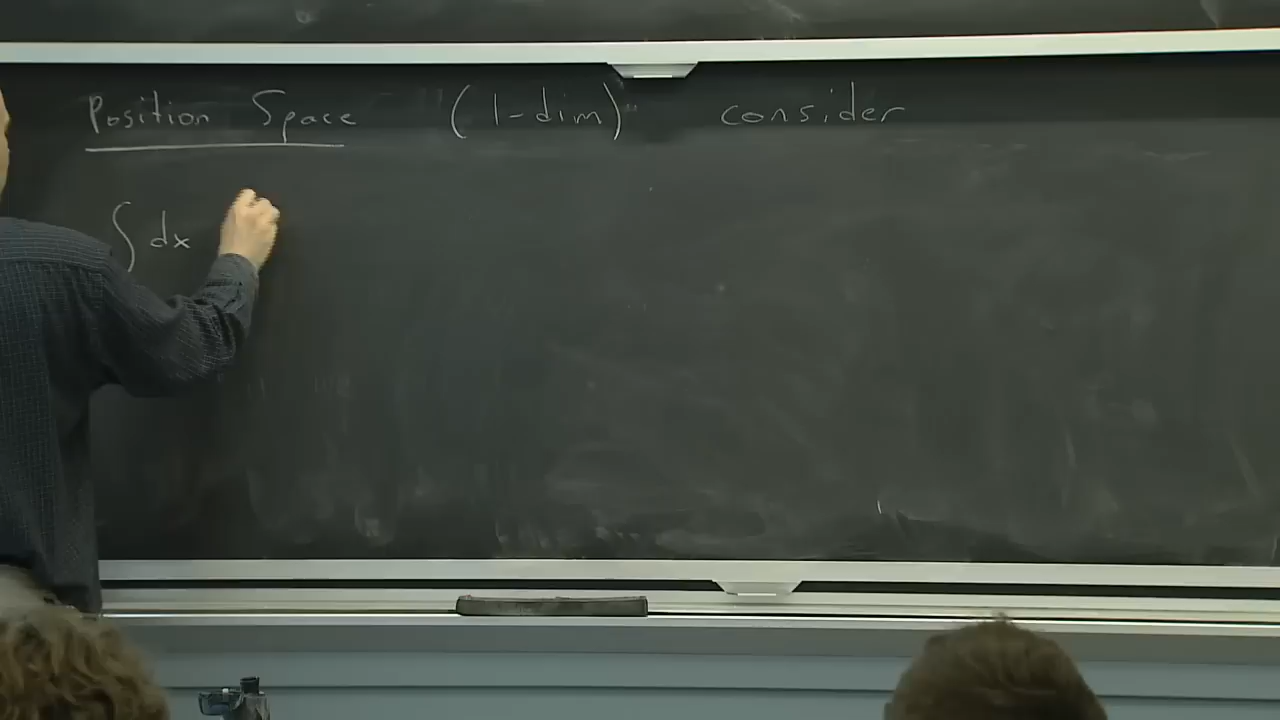 Position Space "(1-dim)" consider
∫ dx